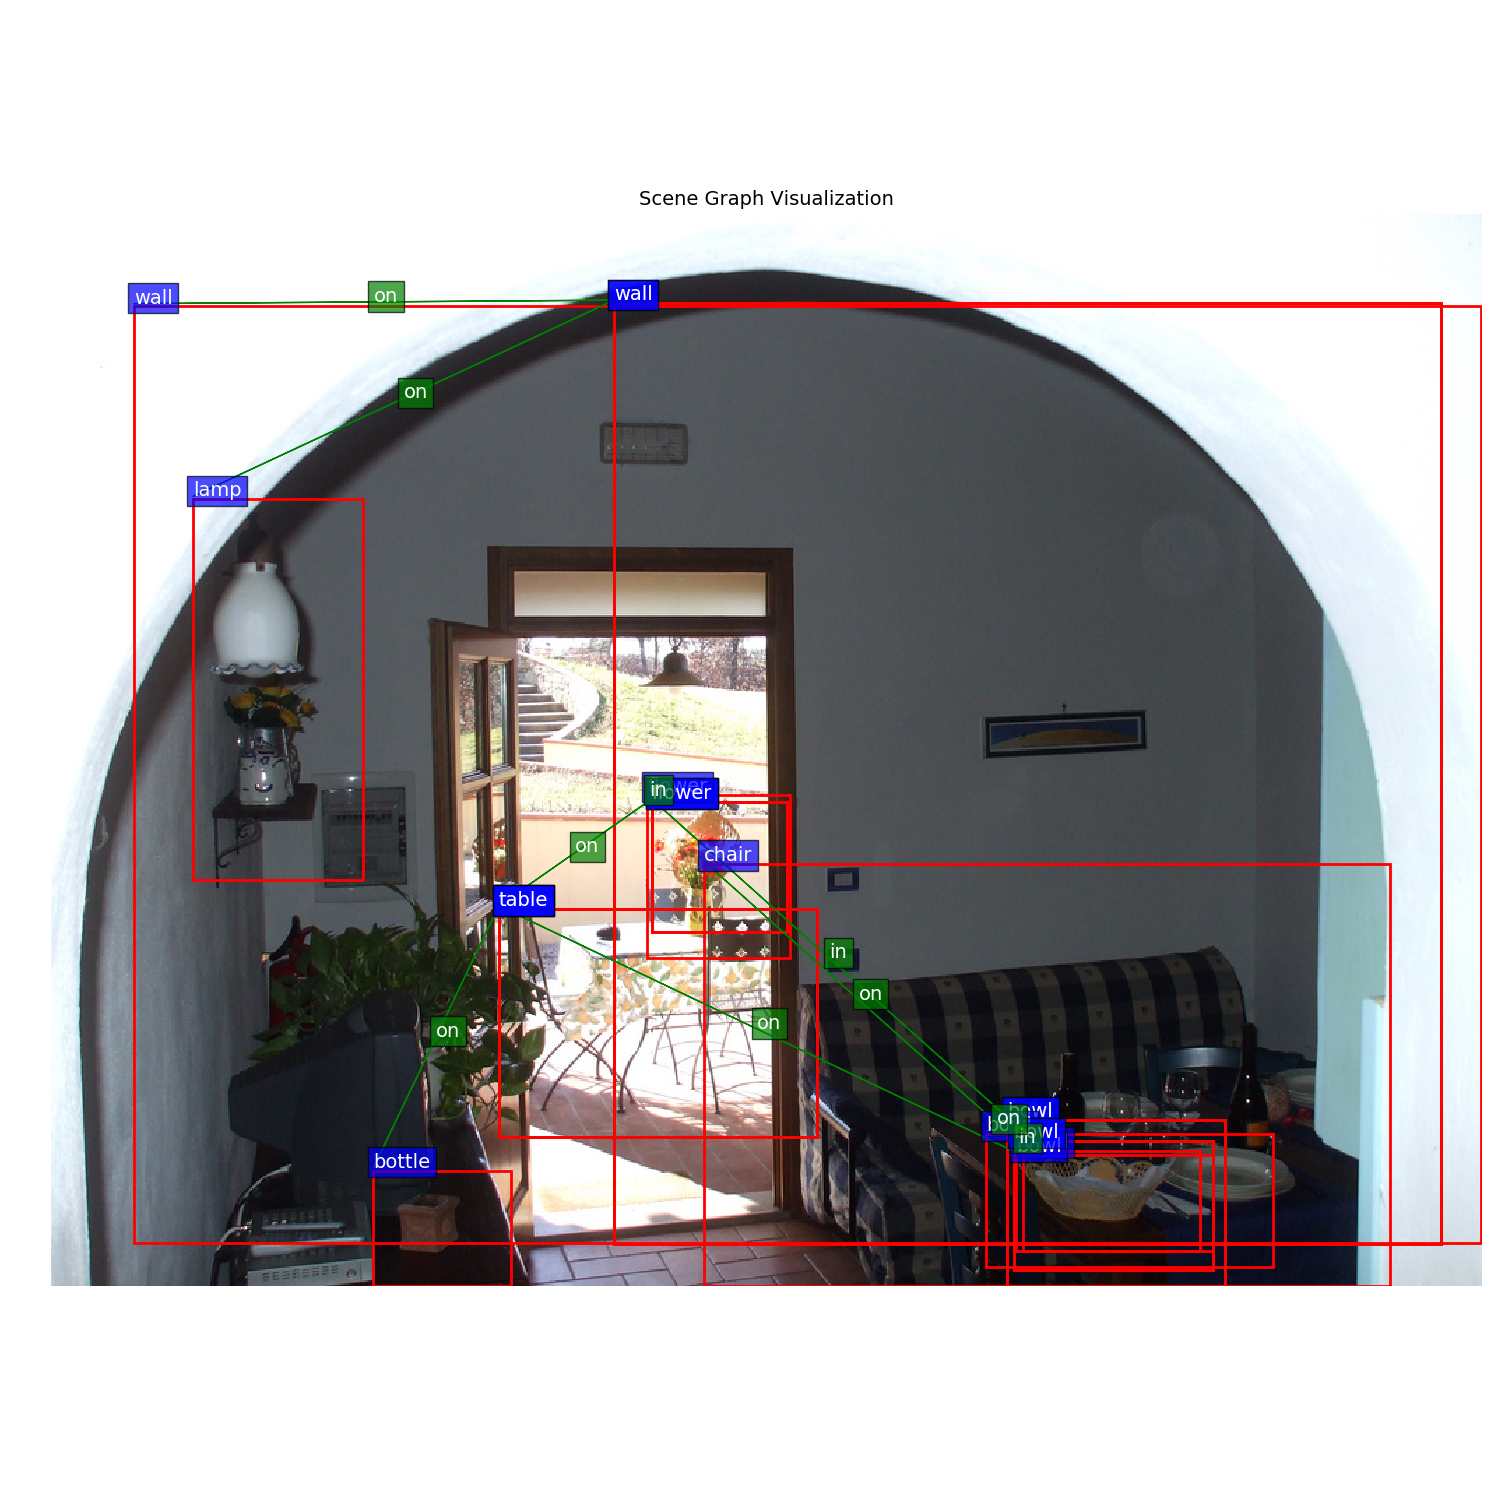 Scene Graph Visualization
wall
on
wall
on
lamp
in
wer
on
chair
table
in
on
on
on
bowl
on
in
bottle